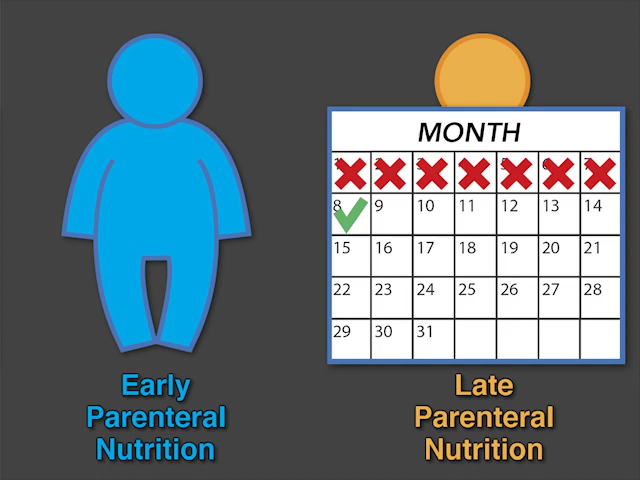 MONTH
8 9 10 11 12 13 14
15 16 17 18 19 20 21
22 23 24 25 26 27 28
29 30 31
Early
Parenteral
Nutrition
Late
Parenteral
Nutrition